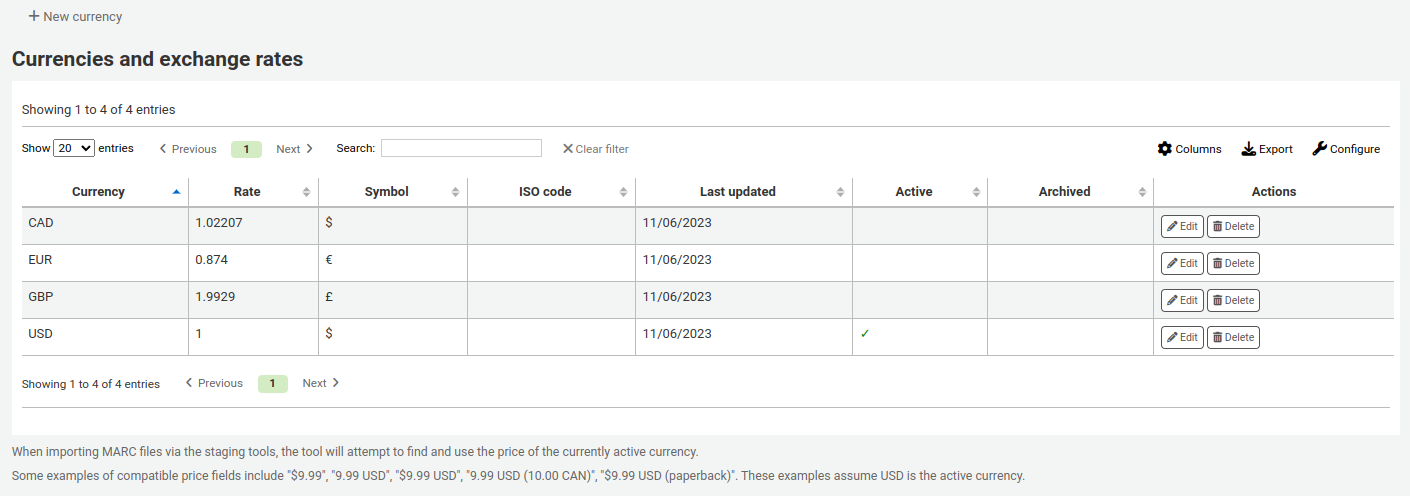 New currency
Currencies and exchange rates
Showing 1 to 4 of 4 entries
Show 20 entries Previous 1 Next Search: Clear filter Columns Export Configure
Currency Rate Symbol ISO code Last updated Active Archived Actions
CAD 1.02207 $ 11/06/2023 Edit Delete
EUR 0.874 € 11/06/2023 Edit Delete
GBP 1.9929 £ 11/06/2023 Edit Delete
USD 1 $ 11/06/2023 ✓ Edit Delete
Showing 1 to 4 of 4 entries Previous 1 Next
When importing MARC files via the staging tools, the tool will attempt to find and use the price of the currently active currency.
Some examples of compatible price fields include "$9.99", "9.99 USD", "$9.99 USD", "9.99 USD (10.00 CAN)", "$9.99 USD (paperback)". These examples assume USD is the active currency.